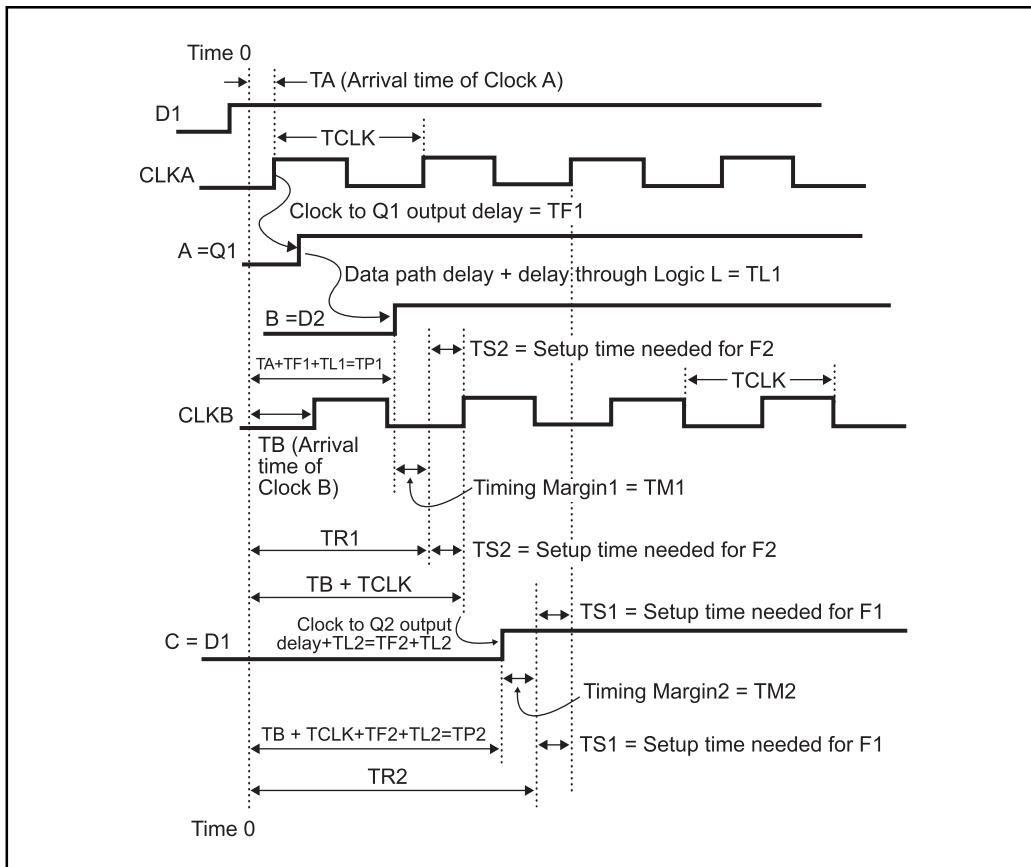 Time 0
TA (Arrival time of Clock A)
D1
TCLK
CLKA
Clock to Q1 output delay = TF1
A =Q1
Data path delay + delay through Logic L = TL1
B =D2
TS2 = Setup time needed for F2
TA+TF1+TL1=TP1
TCLK
CLKB
TB (Arrival
time of
Clock B)
Timing Margin1 = TM1
TR1
TS2 = Setup time needed for F2
TB + TCLK
TS1 = Setup time needed for F1
Clock to Q2 output
delay+TL2=TF2+TL2
C = D1
Timing Margin2 = TM2
TB + TCLK+TF2+TL2=TP2
TS1 = Setup time needed for F1
TR2
Time 0